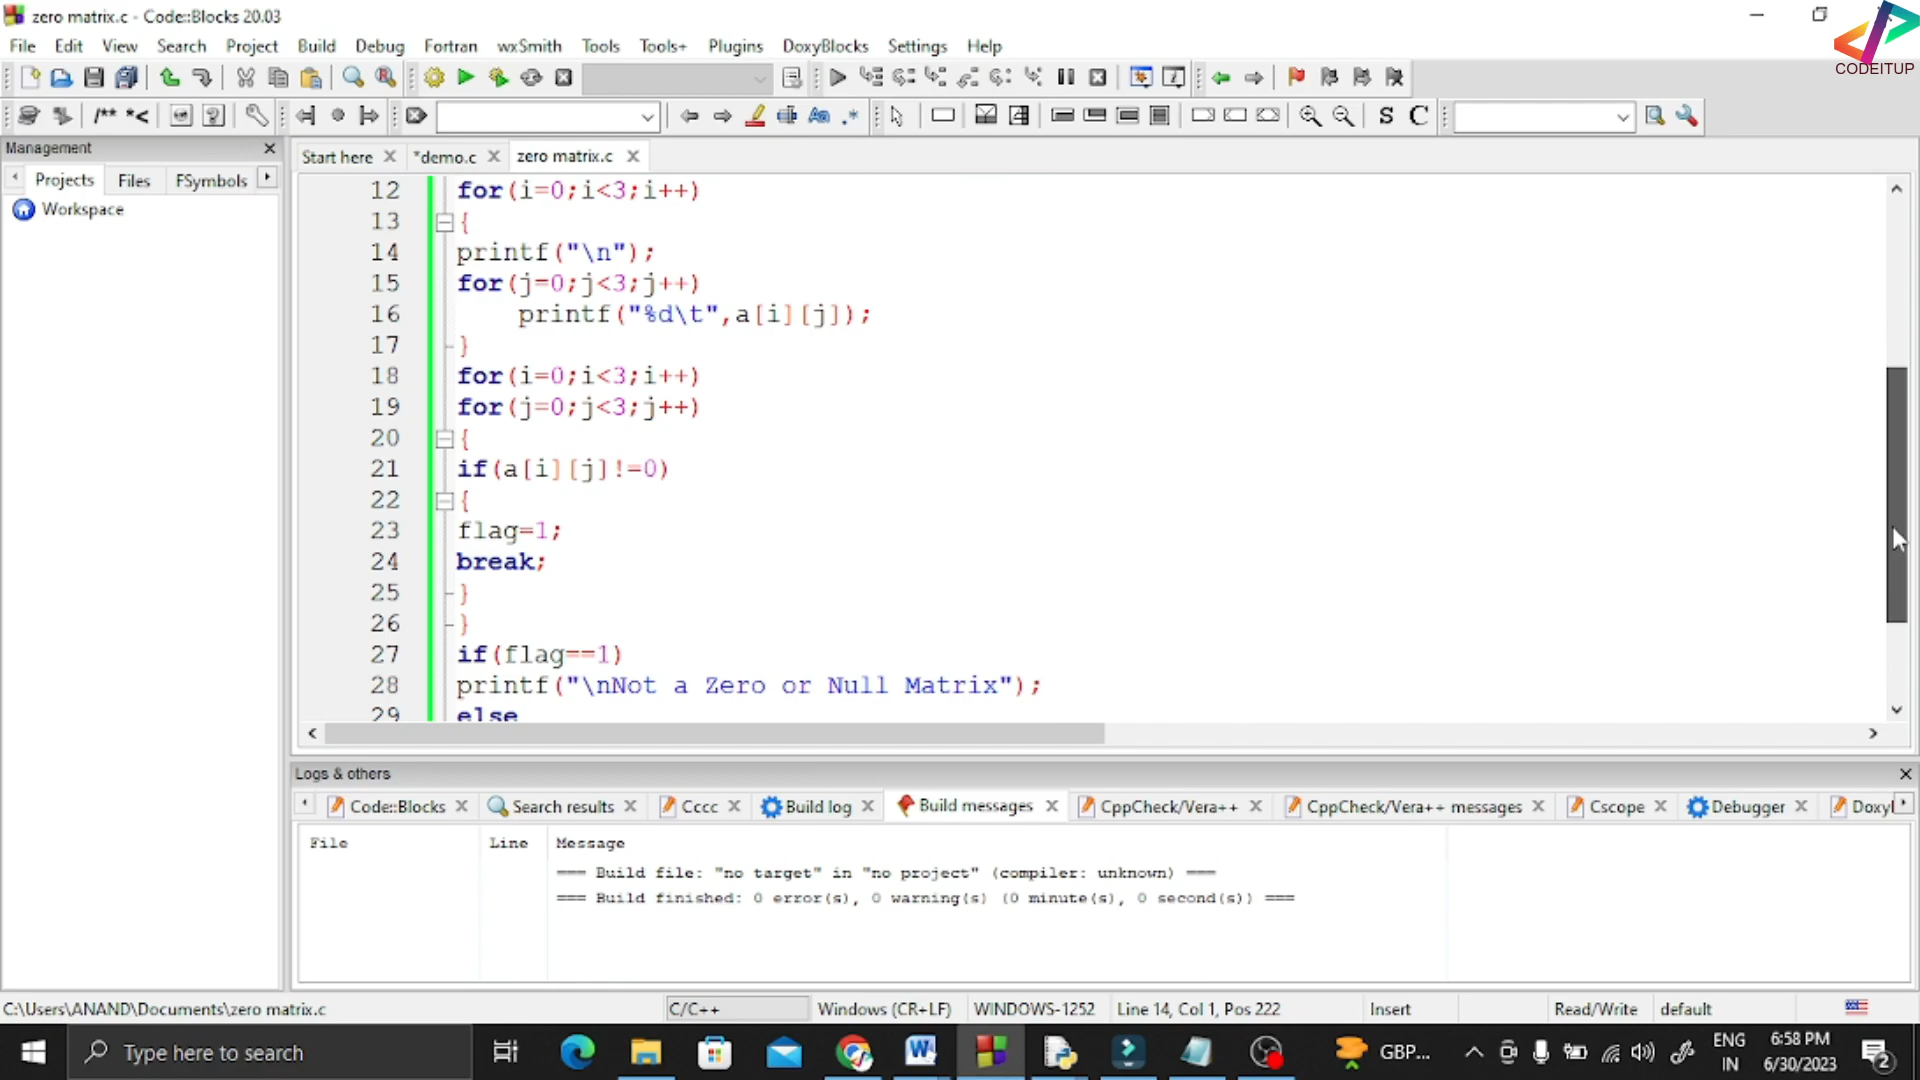 zero matrix.c - Code::Blocks 20.03
CODEITUP
File Edit View Search Project Build Debug Fortran wxSmith Tools Tools+ Plugins DoxyBlocks Settings Help
/** *<
S C
Management
Start here *demo.c zero matrix.c
Projects Files FSymbols
Workspace
12 for(i=0;i<3;i++)
13 {
14 printf("\n");
15 for(j=0;j<3;j++)
16 printf("%d\t",a[i][j]);
17 }
18 for(i=0;i<3;i++)
19 for(j=0;j<3;j++)
20 {
21 if(a[i][j]!=0)
22 {
23 flag=1;
24 break;
25 }
26 }
27 if(flag==1)
28 printf("\nNot a Zero or Null Matrix");
29 else
Logs & others
Code::Blocks Search results Cccc Build log Build messages CppCheck/Vera++ CppCheck/Vera++ messages Cscope Debugger Doxyl
File Line Message
=== Build file: "no target" in "no project" (compiler: unknown) ===
=== Build finished: 0 error(s), 0 warning(s) (0 minute(s), 0 second(s)) ===
C:\Users\ANAND\Documents\zero matrix.c C/C++ Windows (CR+LF) WINDOWS-1252 Line 14, Col 1, Pos 222 Insert Read/Write default
Type here to search
GBP...
ENG
IN
6:58 PM
6/30/2023
2